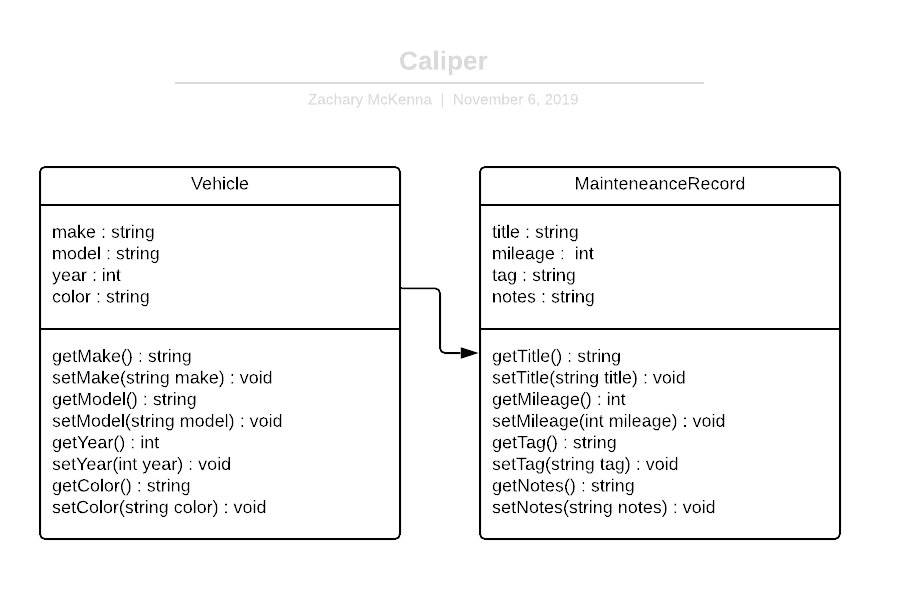 Caliper
Zachary McKenna | November 6, 2019
Vehicle
make : string
model : string
year : int
color : string
getMake() : string
setMake(string make) : void
getModel() : string
setModel(string model) : void
getYear() : int
setYear(int year) : void
getColor() : string
setColor(string color) : void
MainteneanceRecord
title : string
mileage :  int
tag : string
notes : string
getTitle() : string
setTitle(string title) : void
getMileage() : int
setMileage(int mileage) : void
getTag() : string
setTag(string tag) : void
getNotes() : string
setNotes(string notes) : void